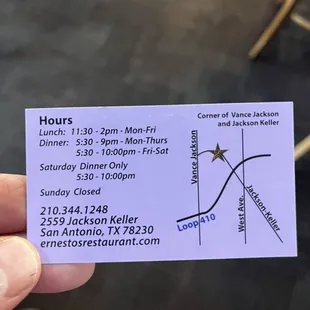 Hours
Lunch: 11:30 - 2pm - Mon-Fri
Dinner: 5:30 - 9pm - Mon-Thurs
5:30 - 10:00pm - Fri-Sat
Saturday Dinner Only
5:30 - 10:00pm
Sunday Closed
210.344.1248
2559 Jackson Keller
San Antonio, TX 78230
ernestosrestaurant.com
Corner of Vance Jackson
and Jackson Keller
Vance Jackson
Loop 410
West Ave.
Jackson-Keller